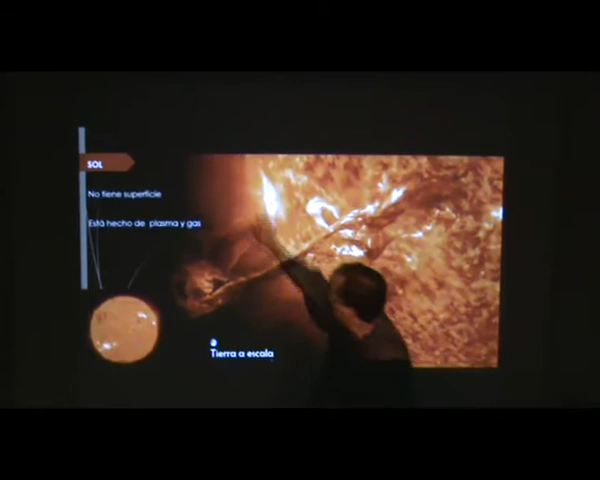 SOL
No tiene superficie
Está hecho de plasma y gas
Tierra a escala